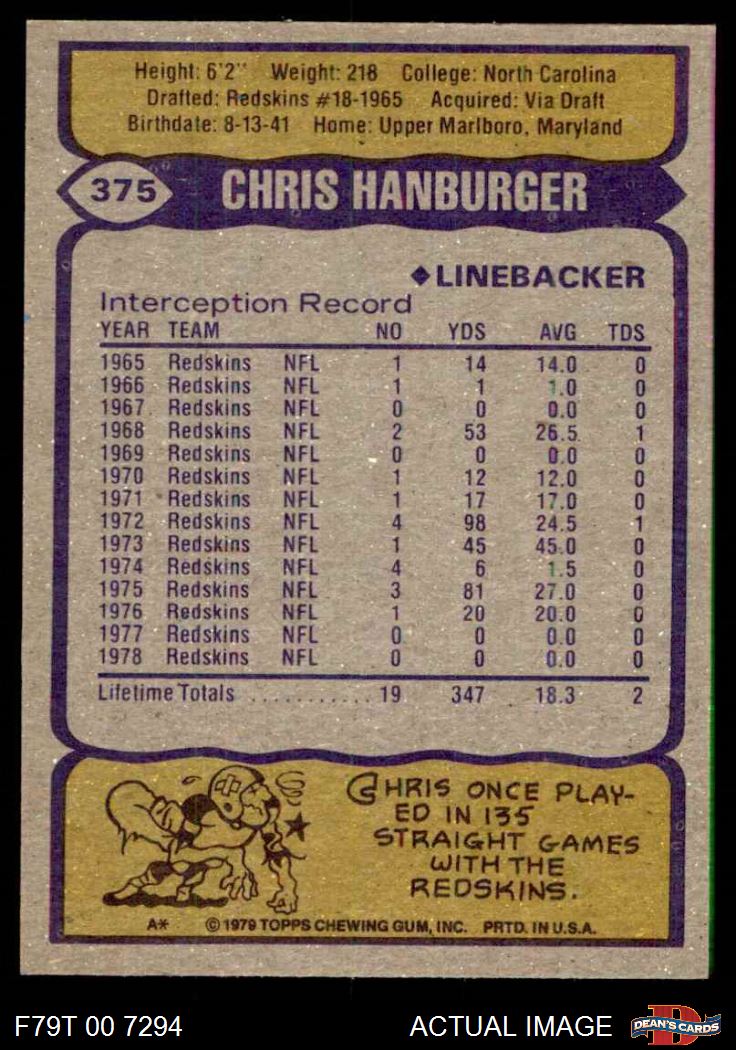 Height: 6'2" Weight: 218 College: North Carolina
Drafted: Redskins #18-1965 Acquired: Via Draft
Birthdate: 8-13-41 Home: Upper Marlboro, Maryland
375 CHRIS HANBURGER
◆LINEBACKER
Interception Record
YEAR TEAM NO YDS AVG TDS
1965 Redskins NFL 1 14 14.0 0
1966 Redskins NFL 1 1 1.0 0
1967 Redskins NFL 0 0 0.0 0
1968 Redskins NFL 2 53 26.5 1
1969 Redskins NFL 0 0 0.0 0
1970 Redskins NFL 1 12 12.0 0
1971 Redskins NFL 1 17 17.0 0
1972 Redskins NFL 4 98 24.5 1
1973 Redskins NFL 1 45 45.0 0
1974 Redskins NFL 4 6 1.5 0
1975 Redskins NFL 3 81 27.0 0
1976 Redskins NFL 1 20 20.0 0
1977 Redskins NFL 0 0 0.0 0
1978 Redskins NFL 0 0 0.0 0
Lifetime Totals ............ 19 347 18.3 2
CHRIS ONCE PLAY-
ED IN 135
STRAIGHT GAMES
WITH THE
REDSKINS.
A* © 1979 TOPPS CHEWING GUM, INC. PRTD. IN U.S.A.
F79T 00 7294 ACTUAL IMAGE DEAN'S CARDS